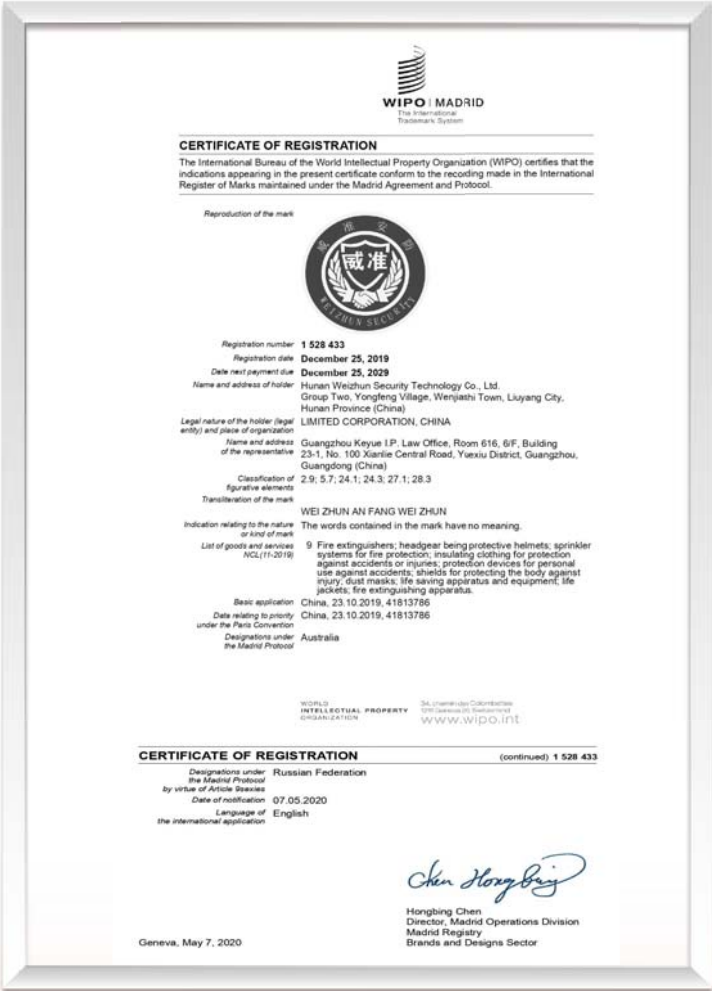 WIPO | MADRID
The International
Trademark System
CERTIFICATE OF REGISTRATION
The International Bureau of the World Intellectual Property Organization (WIPO) certifies that the
indications appearing in the present certificate conform to the recording made in the International
Register of Marks maintained under the Madrid Agreement and Protocol.
Reproduction of the mark
威准安防
威准
WEIZHUN SECURITY
Registration number 1 528 433
Registration date December 25, 2019
Date next payment due December 25, 2029
Name and address of holder Hunan Weizhun Security Technology Co., Ltd.
Group Two, Yongfeng Village, Wenjiashi Town, Liuyang City,
Hunan Province (China)
Legal nature of the holder (legal LIMITED CORPORATION, CHINA
entity) and place of organization
Name and address Guangzhou Keyue I.P. Law Office, Room 616, 6/F, Building
of the representative 23-1, No. 100 Xianlie Central Road, Yuexiu District, Guangzhou,
Guangdong (China)
Classification of 2.9; 5.7; 24.1; 24.3; 27.1; 28.3
figurative elements
Transliteration of the mark
WEI ZHUN AN FANG WEI ZHUN
Indication relating to the nature The words contained in the mark have no meaning.
or kind of mark
List of goods and services 9 Fire extinguishers; headgear being protective helmets; sprinkler
NCL(11-2019) systems for fire protection; insulating clothing for protection
against accidents or injuries; protection devices for personal
use against accidents; shields for protecting the body against
injury; dust masks; life saving apparatus and equipment; life
jackets; fire extinguishing apparatus.
Basic application China, 23.10.2019, 41813786
Date relating to priority China, 23.10.2019, 41813786
under the Paris Convention
Designations under Australia
the Madrid Protocol
WORLD
INTELLECTUAL PROPERTY
ORGANIZATION
34, chemin des Colombettes
1211 Geneva 20, Switzerland
www.wipo.int
CERTIFICATE OF REGISTRATION (continued) 1 528 433
Designations under Russian Federation
the Madrid Protocol
by virtue of Article 9sexies
Date of notification 07.05.2020
Language of English
the international application
Chen Hongbing
Hongbing Chen
Director, Madrid Operations Division
Madrid Registry
Brands and Designs Sector
Geneva, May 7, 2020